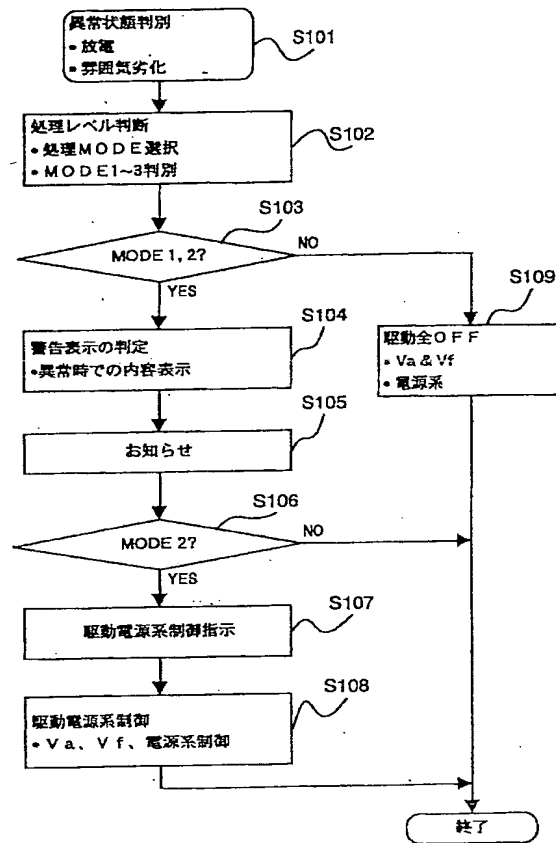 異常状態判別
• 放電
• 雰囲気劣化
S101
処理レベル判断
• 処理MODE選択
• MODE1~3判別
S102
S103
MODE 1, 2?
NO
YES
S104
警告表示の判定
• 異常時での内容表示
S109
駆動全OFF
• Va & Vf
• 電源系
S105
お知らせ
S106
MODE 2?
NO
YES
S107
駆動電源系制御指示
S108
駆動電源系制御
• Va、Vf、電源系制御
終了